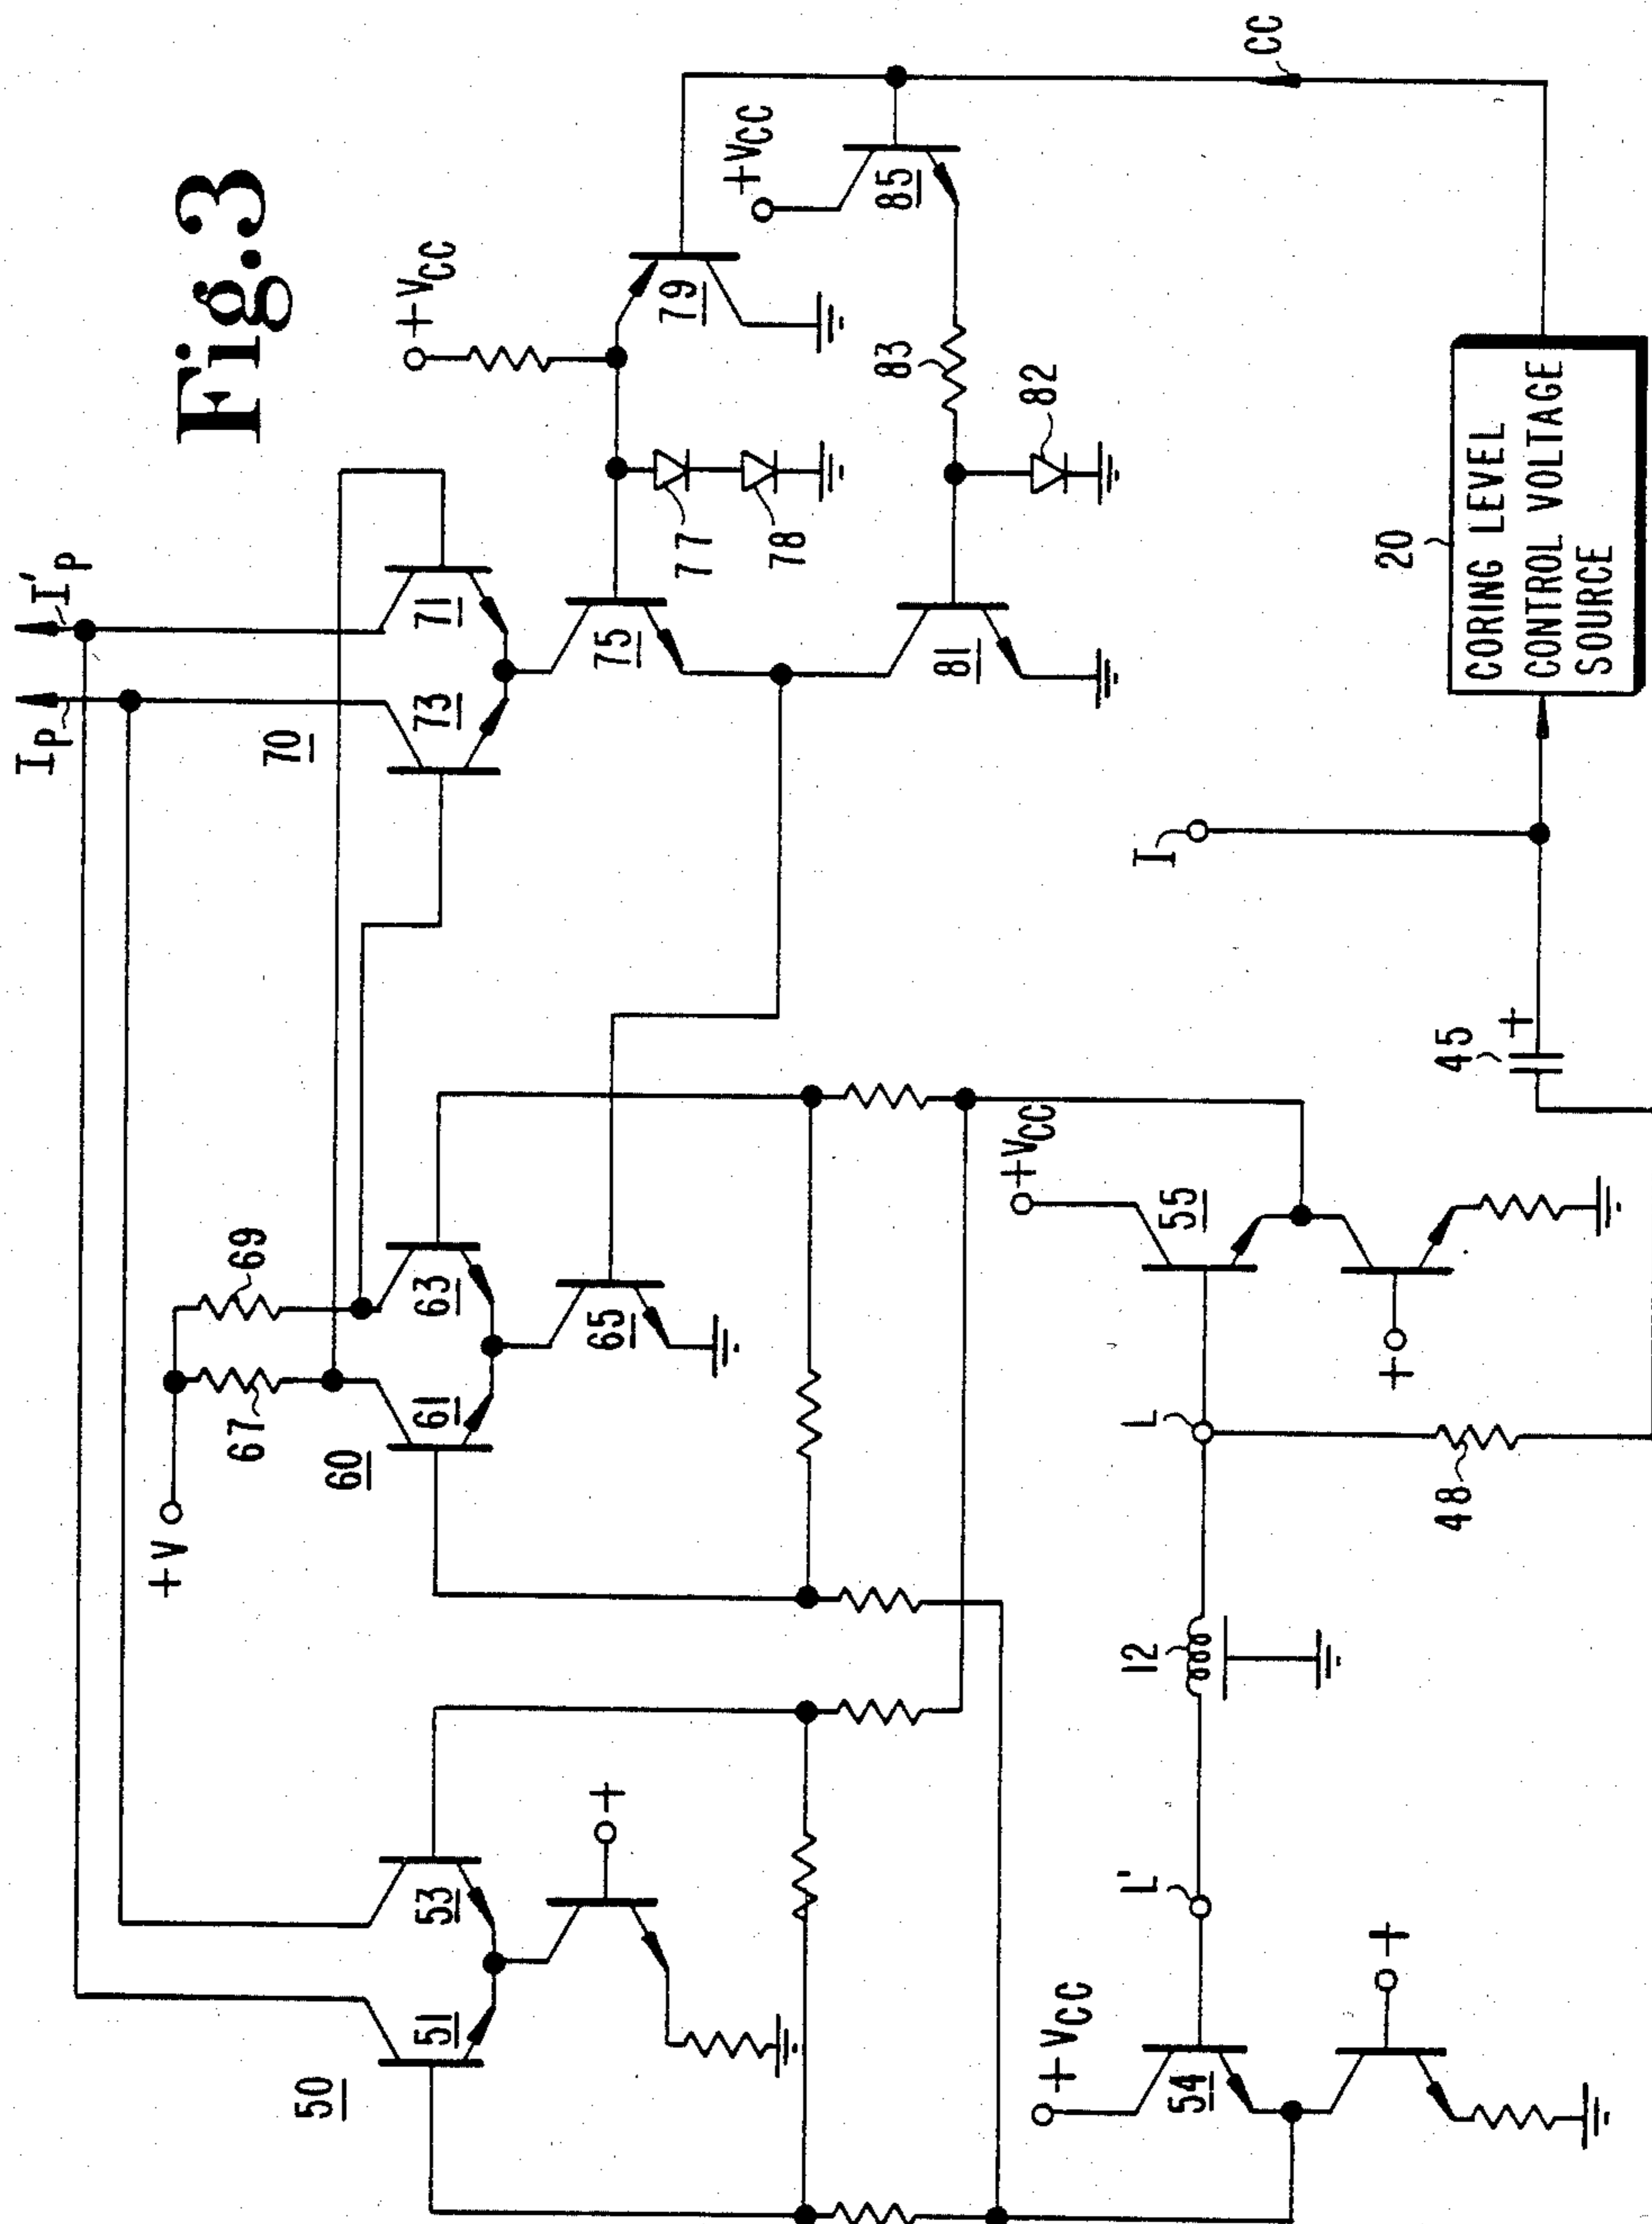 Fig.3
Ip
I'p
70
73
71
+VCC
+VCC
CC
79
85
75
77
78
83
82
81
+V
67
69
60
61
63
65
50
51
53
+
+VCC
55
+
L
48
12
L'
+VCC
54
+
45
+
I
20
CORING LEVEL
CONTROL VOLTAGE
SOURCE